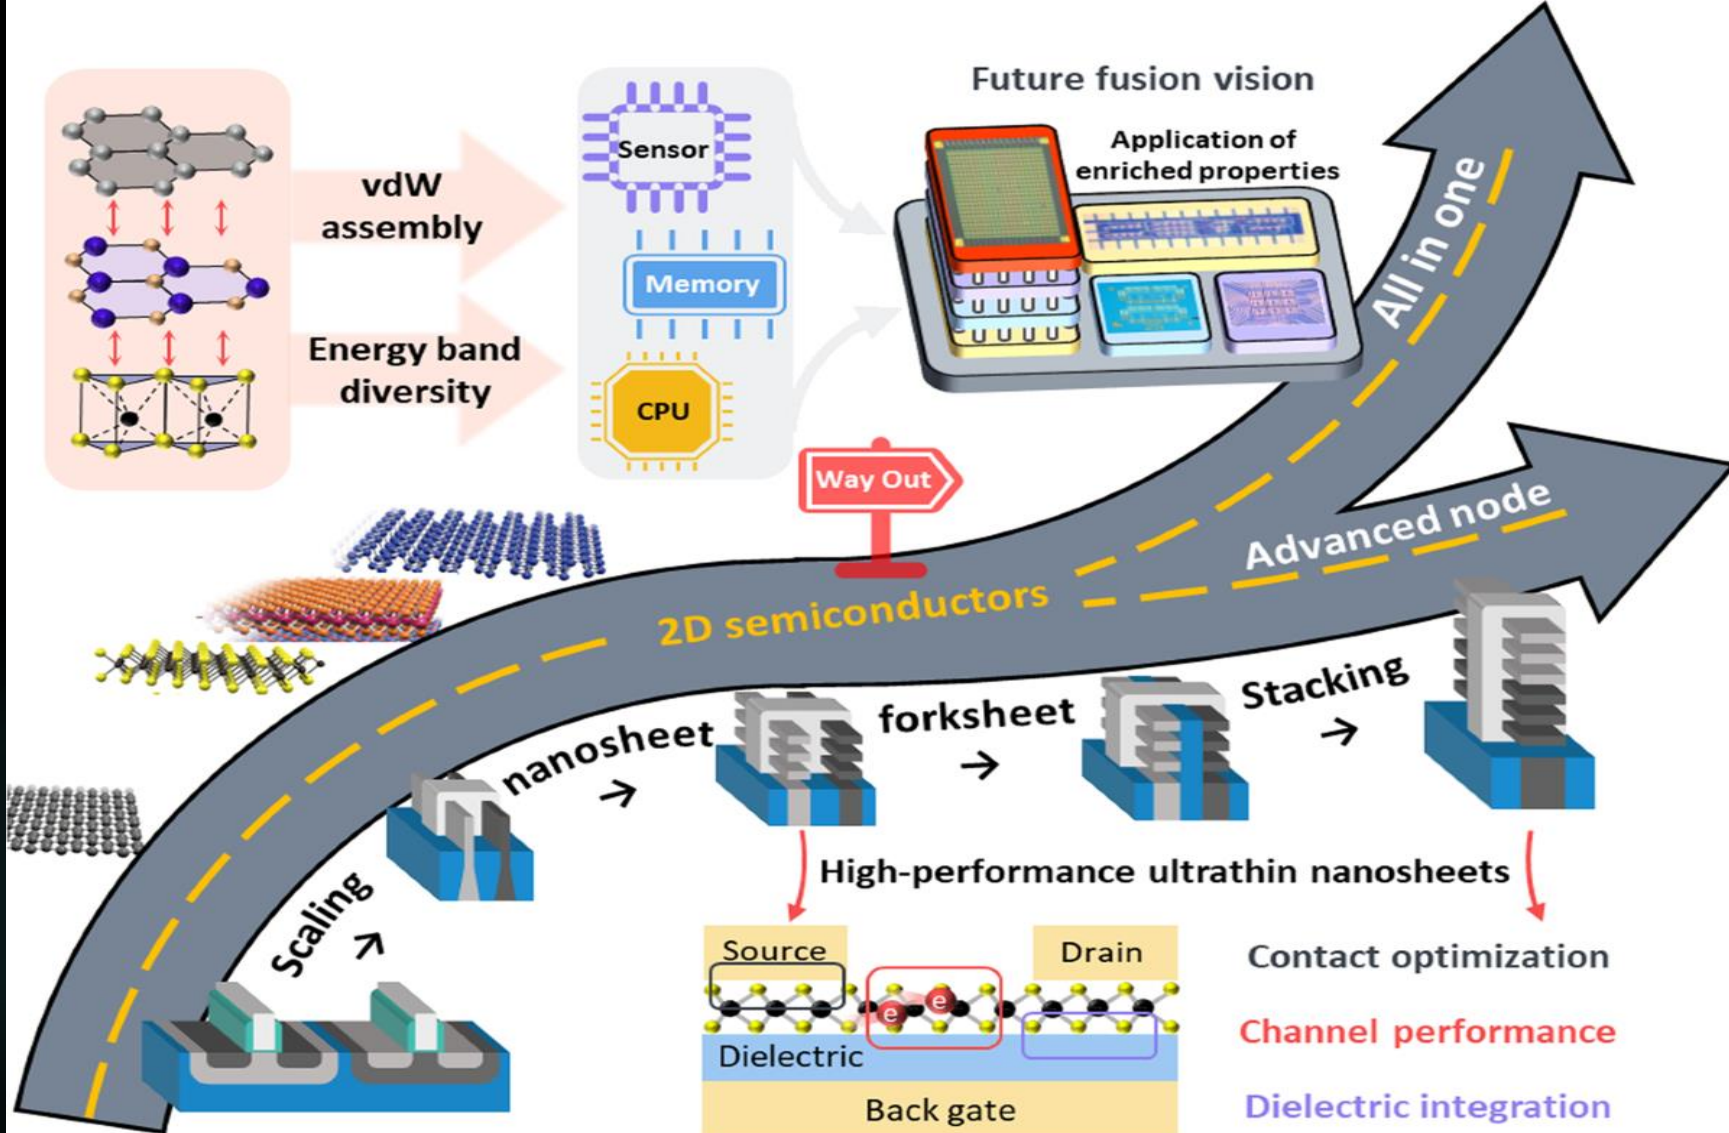 Future fusion vision
Application of
enriched properties
vdW
assembly
Energy band
diversity
Sensor
Memory
CPU
Way Out
All in one
Advanced node
2D semiconductors
Scaling
nanosheet
forksheet
Stacking
High-performance ultrathin nanosheets
Source
Drain
e
e
Dielectric
Back gate
Contact optimization
Channel performance
Dielectric integration